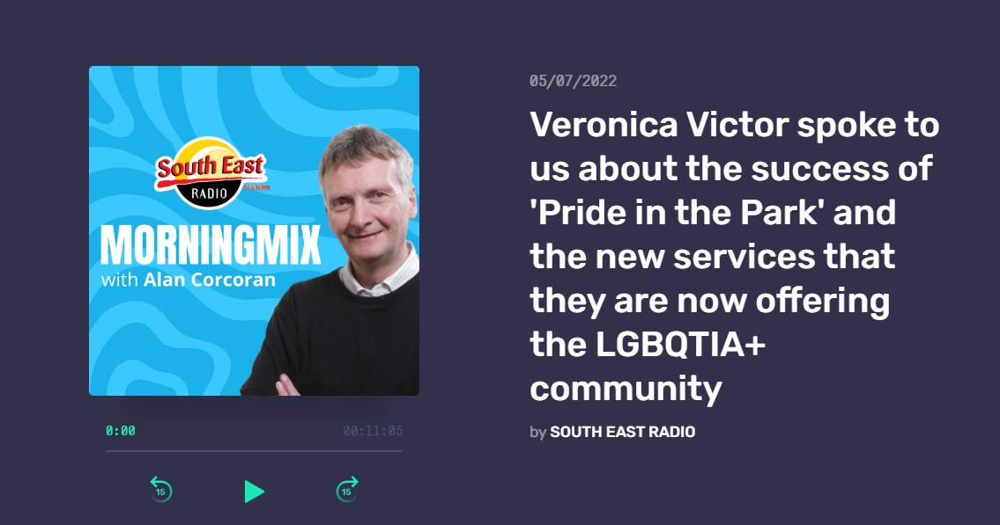 05/07/2022
Veronica Victor spoke to
us about the success of
'Pride in the Park' and
the new services that
they are now offering
the LGBQTIA+
community
by SOUTH EAST RADIO
South East
RADIO
MORNINGMIX
with Alan Corcoran
0:00 00:11:05
15 15